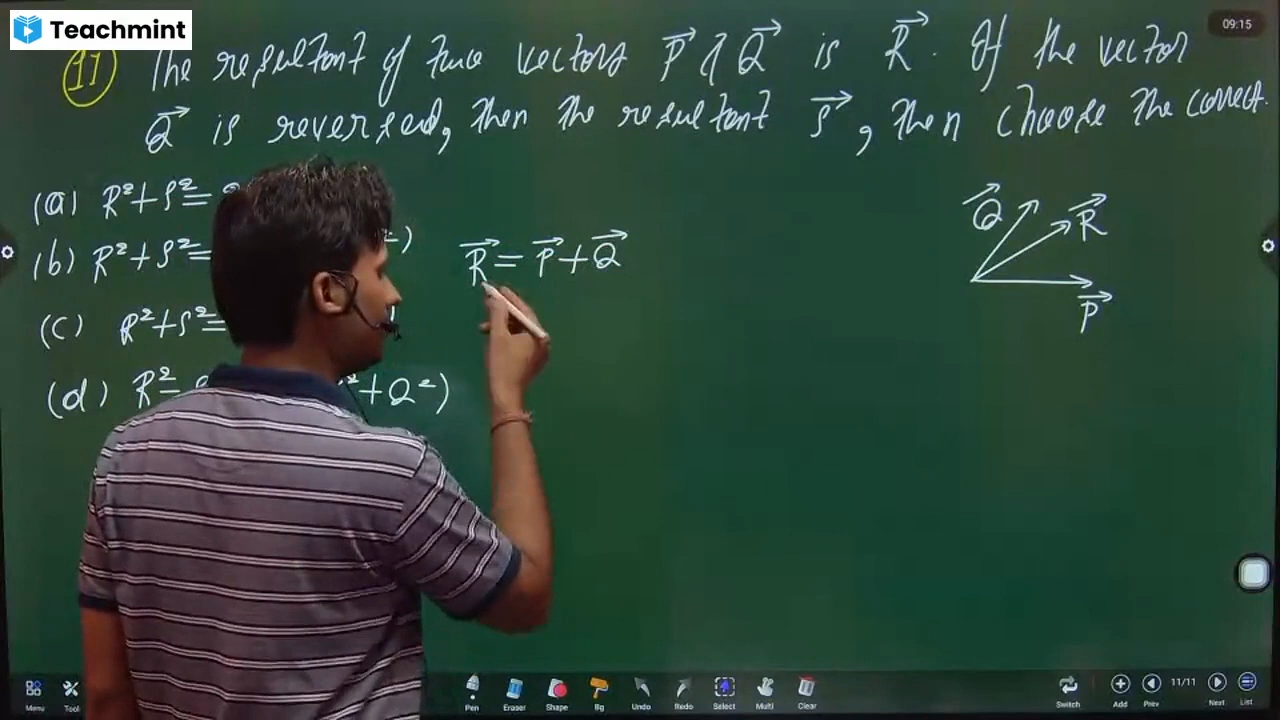 Teachmint
09:15
(11) The resultant of two vectors P⃗ & Q⃗ is R⃗. If the vector
Q⃗ is reversed, then the resultant S⃗, then choose the correct.
(a) R²+S²=
(b) R²+S²= ²)
(c) R²+S²=
(d) R²- ²+Q²)
R⃗ = P⃗+Q⃗
Q⃗
R⃗
P⃗
Menu Tool Pen Eraser Shape Bg Undo Redo Select Multi Clear Switch Add Prev 11/11 Next List